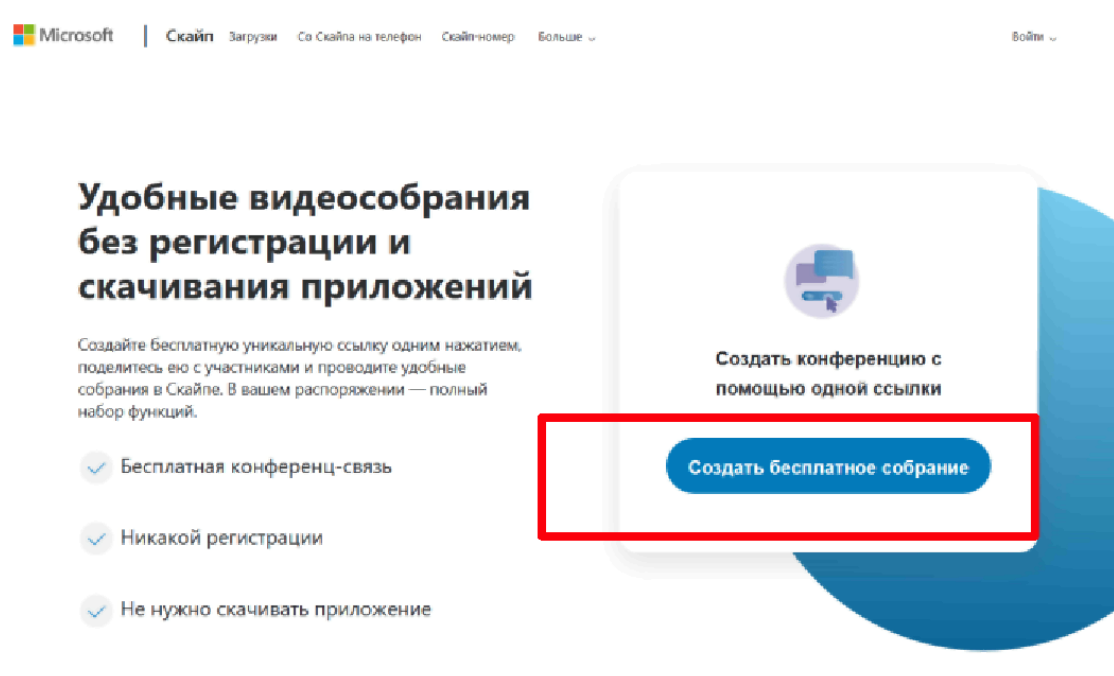 Microsoft | Скайп Загрузки Со Скайпа на телефон Скайп-номер Больше Войти
Удобные видеособрания
без регистрации и
скачивания приложений
Создайте бесплатную уникальную ссылку одним нажатием,
поделитесь ею с участниками и проводите удобные
собрания в Скайпе. В вашем распоряжении — полный
набор функций.
Бесплатная конференц-связь
Никакой регистрации
Не нужно скачивать приложение
Создать конференцию с
помощью одной ссылки
Создать бесплатное собрание